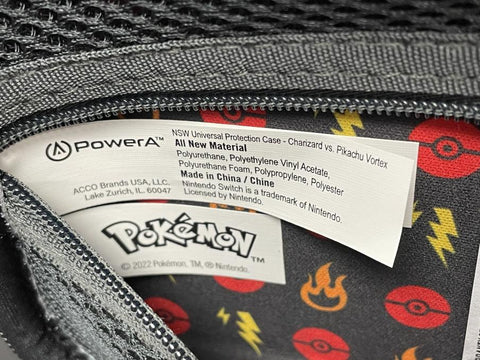 POWERA™
ACCO Brands USA, LLC.
Lake Zurich, IL 60047
NSW Universal Protection Case - Charizard vs. Pikachu Vortex
All New Material
Polyurethane, Polyethylene Vinyl Acetate,
Polyurethane Foam, Polypropylene, Polyester
Made in China / Chine
Nintendo Switch is a trademark of Nintendo.
Licensed by Nintendo.
POKéMON™
© 2022 Pokémon, TM, ® Nintendo.